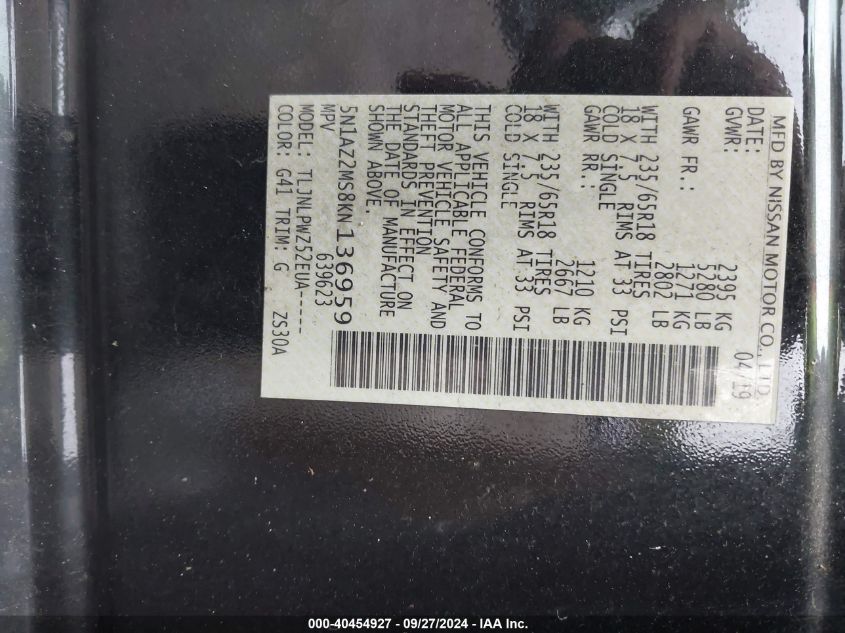 MFD BY NISSAN MOTOR CO., LTD.
DATE: 04/19
GVWR: 2395 KG
5280 LB
GAWR FR.: 1271 KG
2802 LB
WITH 235/65R18 TIRES
18 X 7.5 RIMS AT 33 PSI
COLD SINGLE
GAWR RR.: 1210 KG
2667 LB
WITH 235/65R18 TIRES
18 X 7.5 RIMS AT 33 PSI
COLD SINGLE
THIS VEHICLE CONFORMS TO
ALL APPLICABLE FEDERAL
MOTOR VEHICLE SAFETY AND
THEFT PREVENTION
STANDARDS IN EFFECT ON
THE DATE OF MANUFACTURE
SHOWN ABOVE.
5N1AZ2MS8KN136959
MPV 639623
MODEL: TLJNLPWZ52EUA-----
COLOR: G41 TRIM: G ZS30A
000-40454927 - 09/27/2024 - IAA Inc.